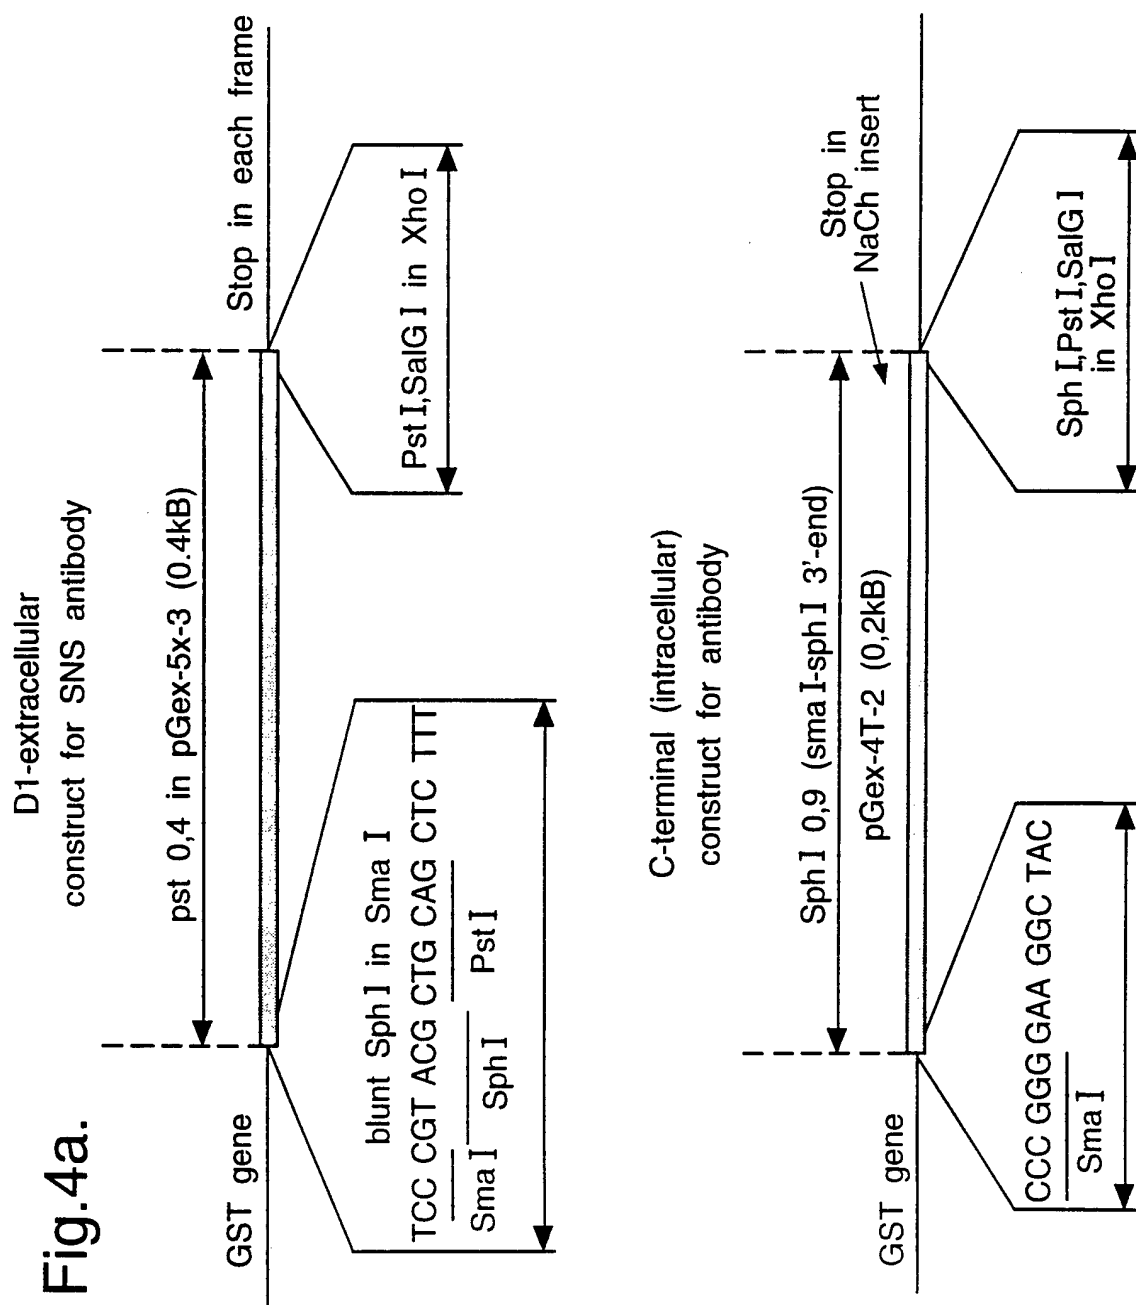 Fig.4a.
D1-extracellular
construct for SNS antibody
pst 0,4 in pGex-5x-3 (0.4kB)
GST gene
Stop in each frame
blunt Sph I in Sma I
TCC CGT ACG CTG CAG CTC TTT
Sma I
Sph I
Pst I
Pst I,SalG I in Xho I
C-terminal (intracellular)
construct for antibody
Sph I 0,9 (sma I-sph I 3'-end)
pGex-4T-2 (0,2kB)
Stop in
NaCh insert
GST gene
CCC GGG GAA GGC TAC
Sma I
Sph I,Pst I,SalG I
in Xho I